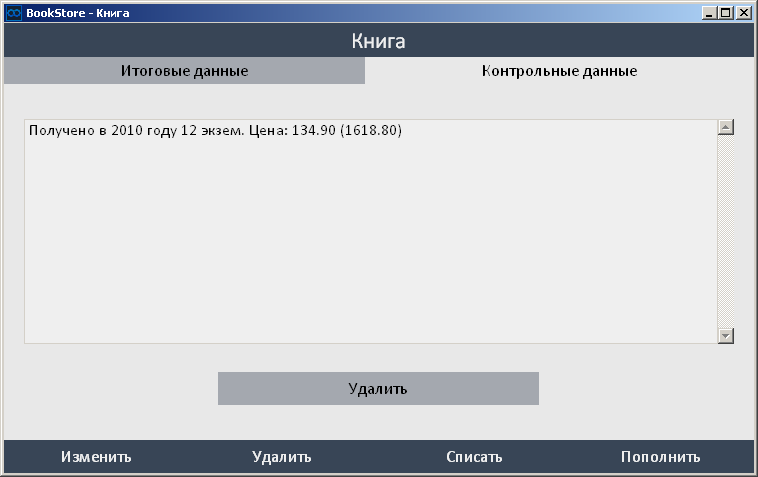 BookStore - Книга
Книга
Итоговые данные
Контрольные данные
Получено в 2010 году 12 экзем. Цена: 134.90 (1618.80)
Удалить
Изменить
Удалить
Списать
Пополнить